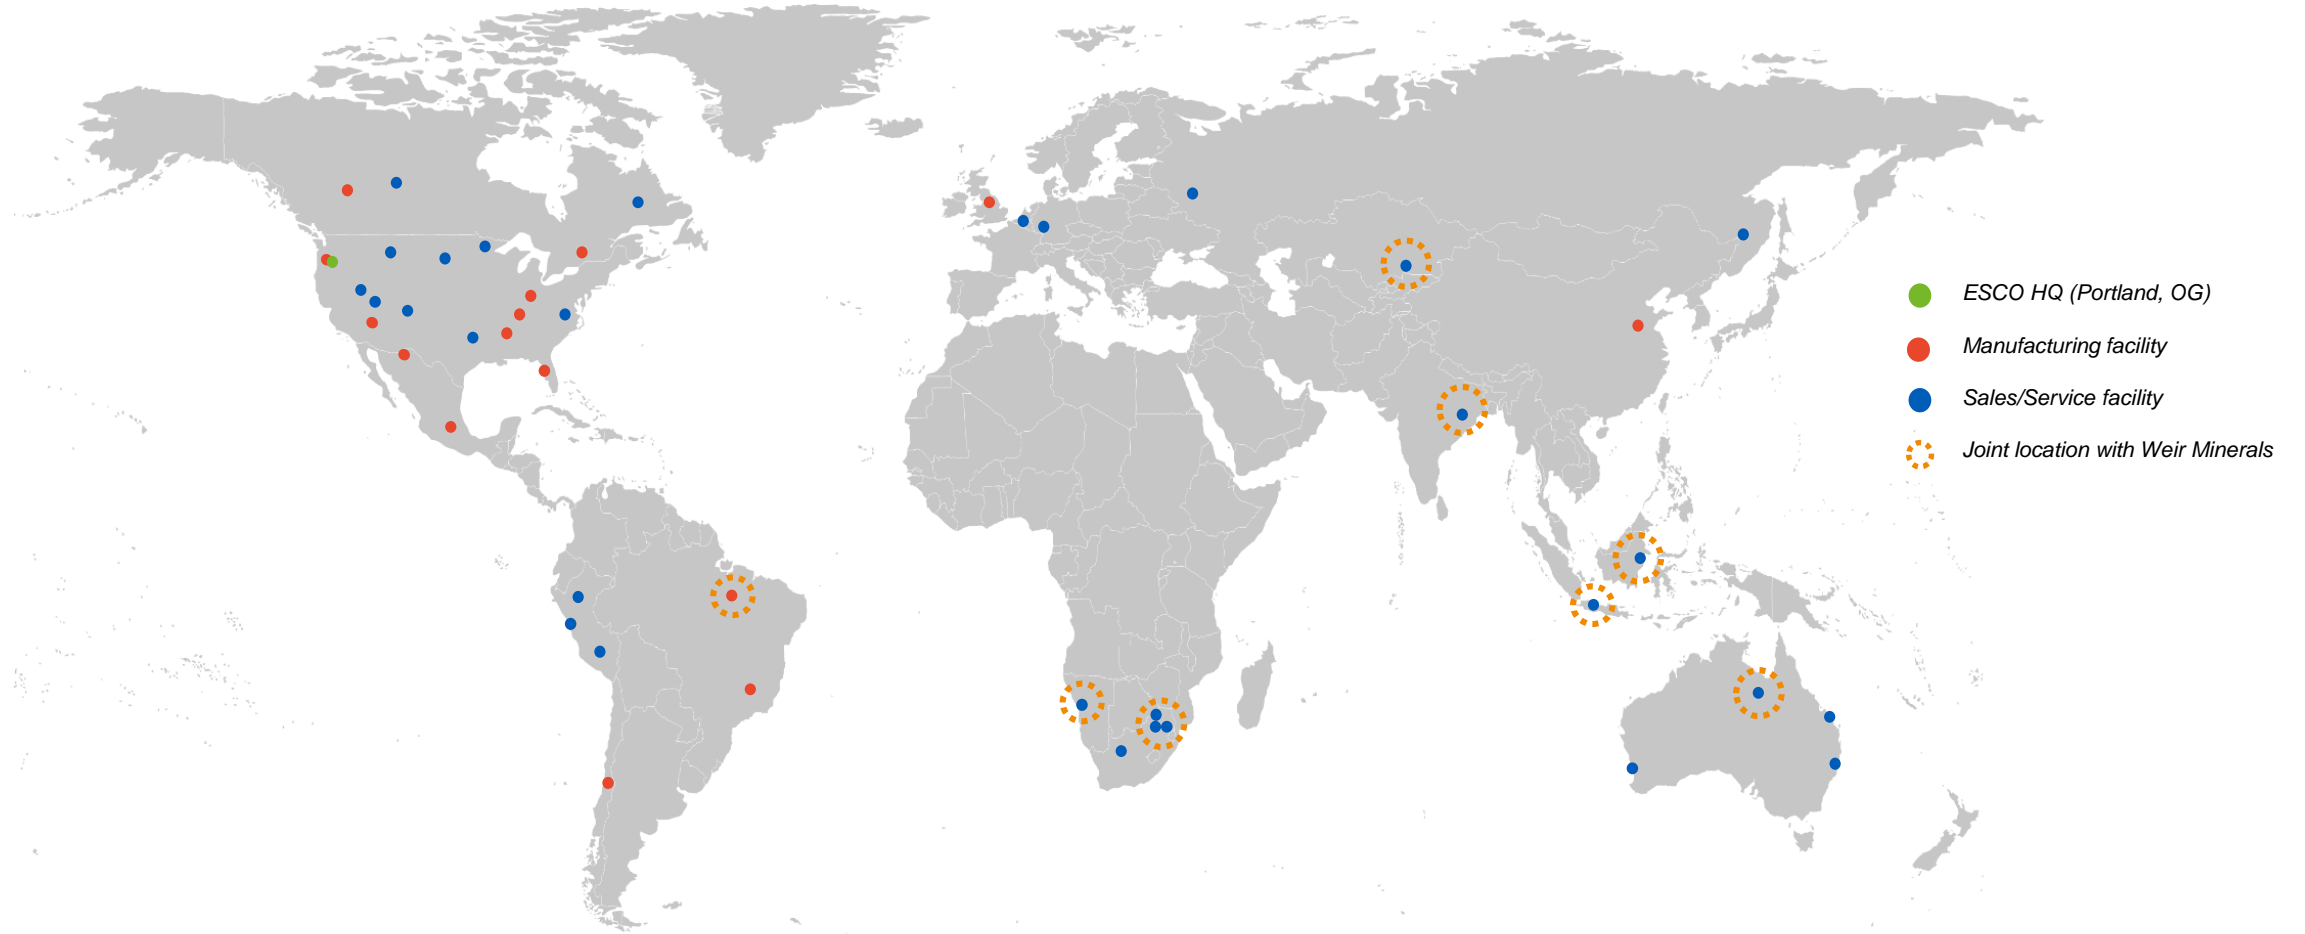 ESCO HQ (Portland, OG)
Manufacturing facility
Sales/Service facility
Joint location with Weir Minerals